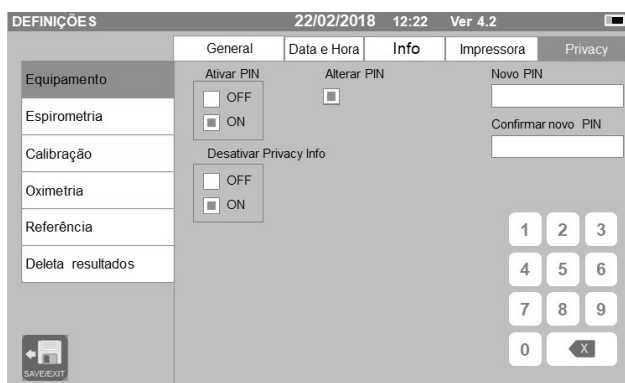 DEFINIÇÕES 22/02/2018 12:22 Ver 4.2
General Data e Hora Info Impressora Privacy
Equipamento
Espirometria
Calibração
Oximetria
Referência
Deleta resultados
Ativar PIN
OFF
ON
Alterar PIN
Novo PIN
Confirmar novo PIN
Desativar Privacy Info
OFF
ON
1 2 3
4 5 6
7 8 9
0 X
SAVE/EXIT